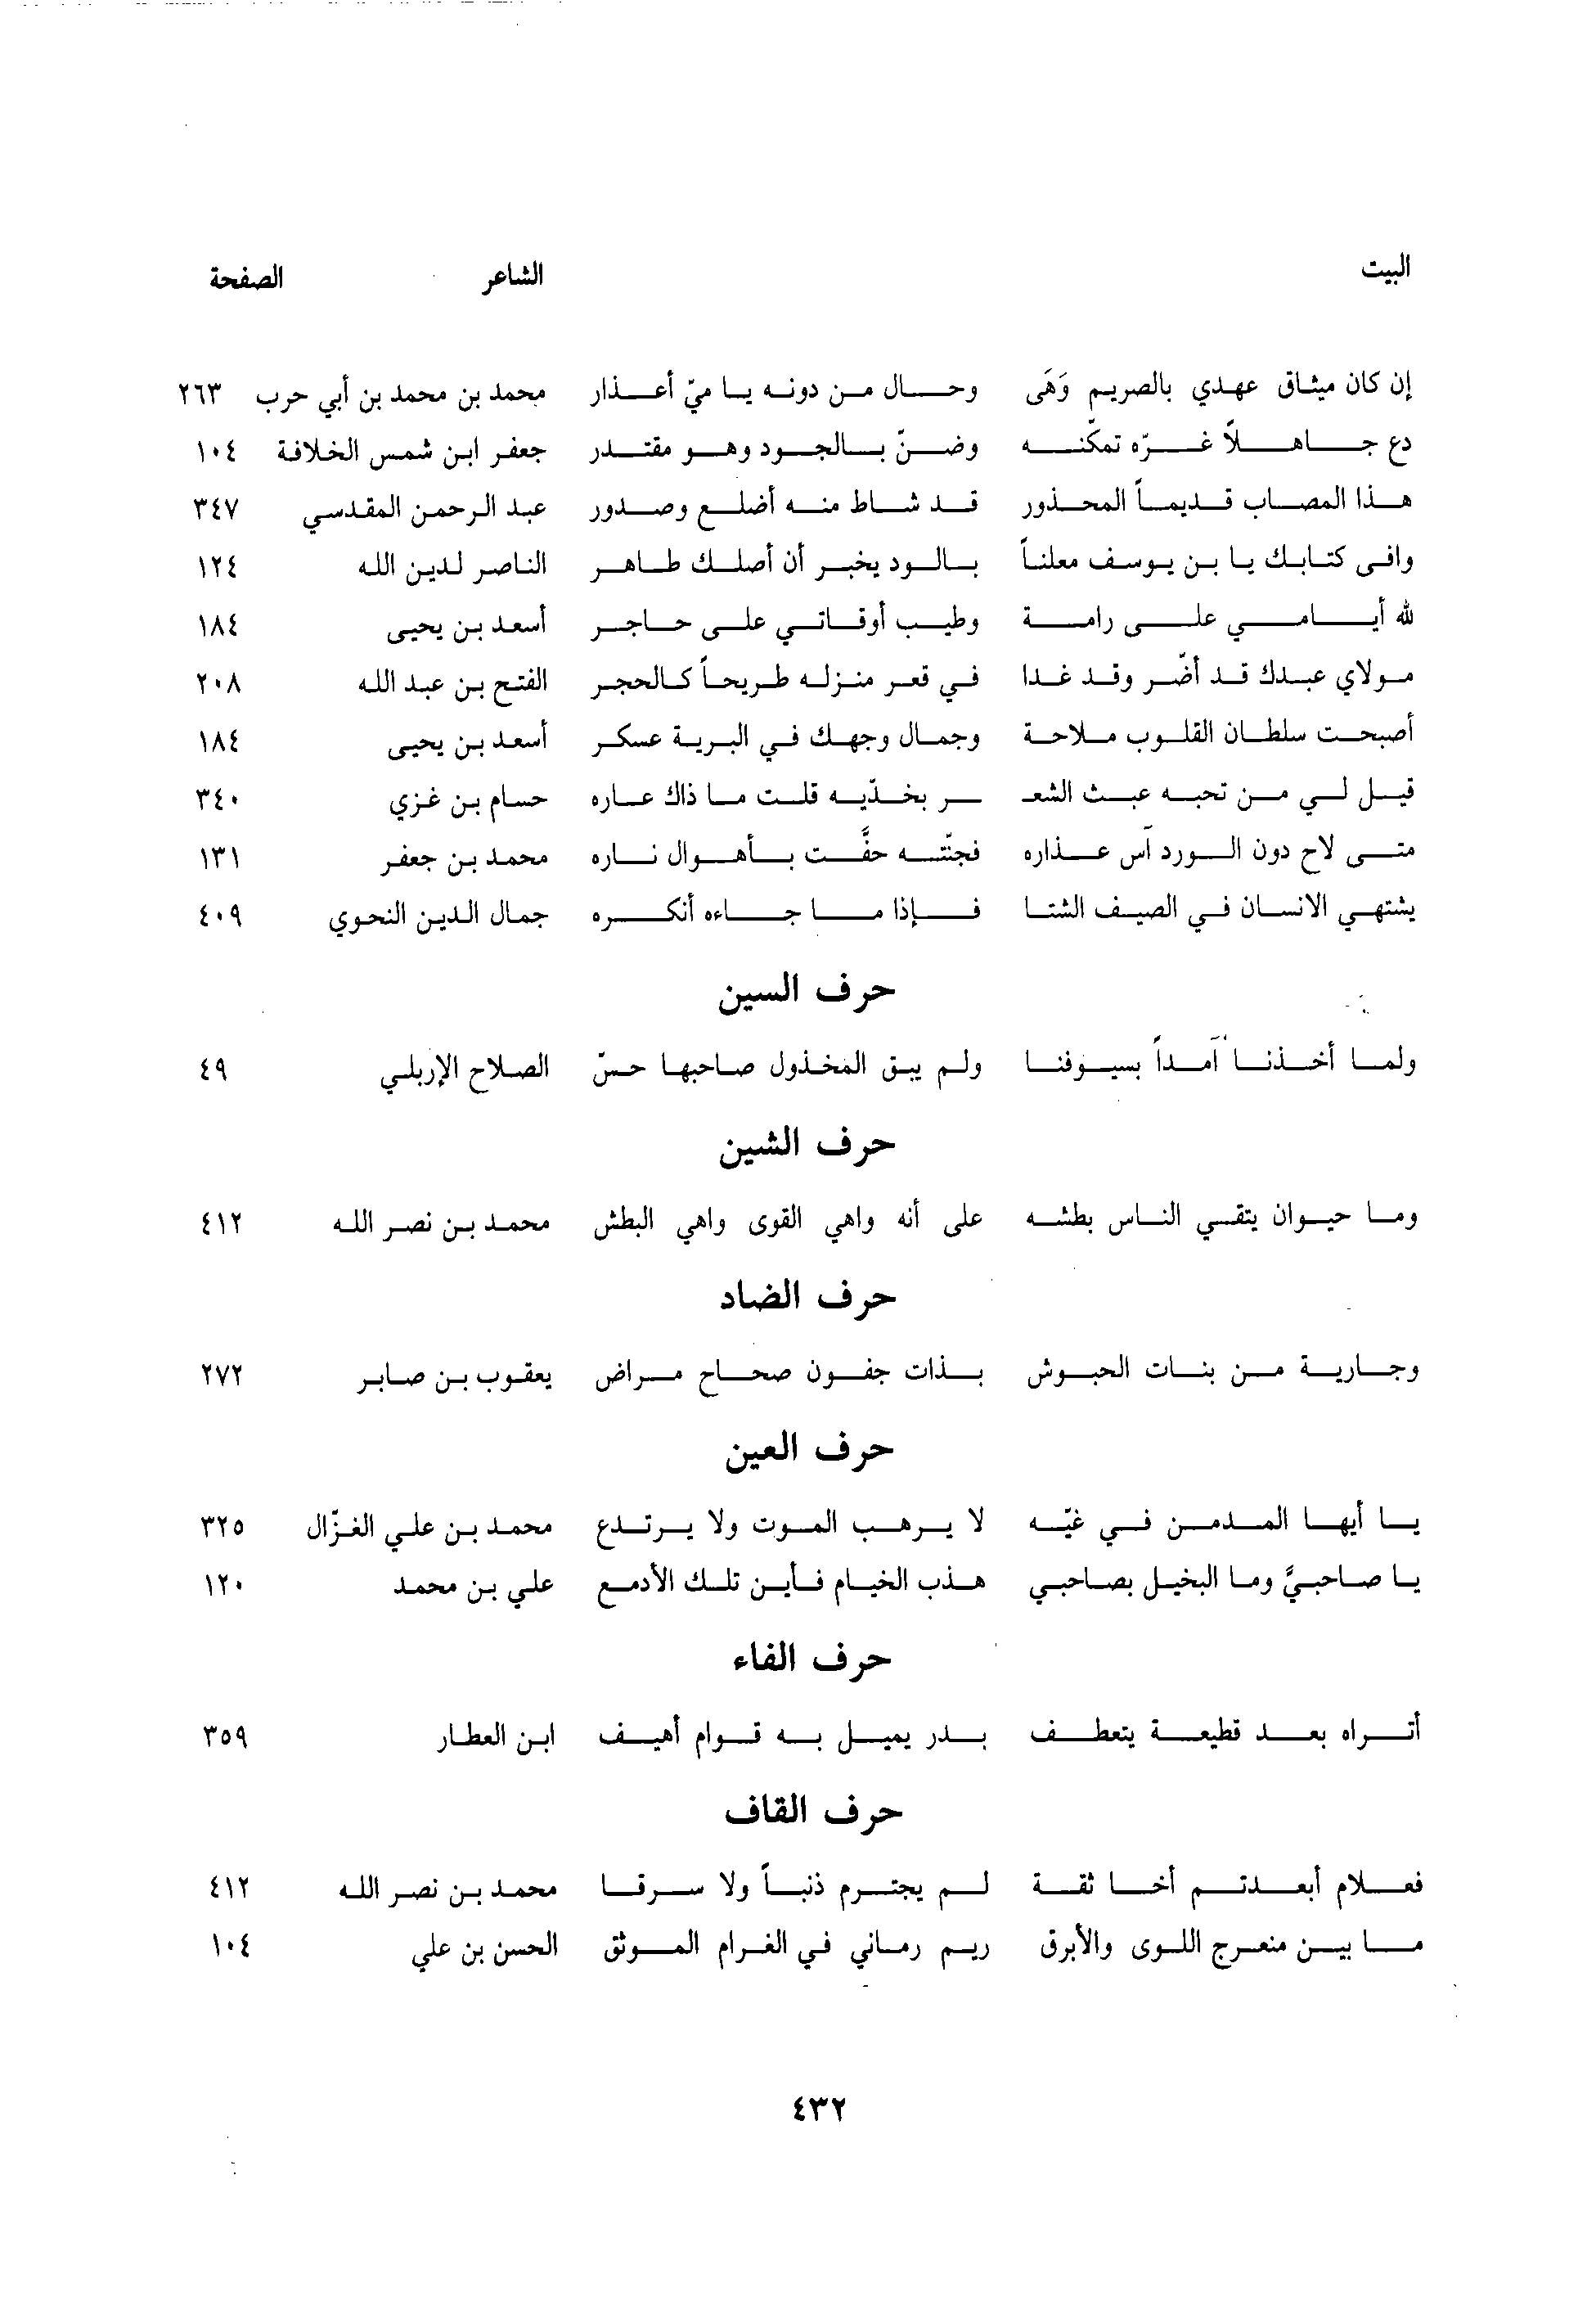 البيت الشاعر الصفحة
إن كان ميثاق عهدي بالصريم وَهَى وحال من دونه يا ميّ أعذار محمد بن محمد بن أبي حرب ٢٦٣
دع جاهلاً غرّه تمكّنه وضنّ بالجود وهو مقتدر جعفر ابن شمس الخلافة ١٠٤
هذا المصاب قديماً المحذور قد شاط منه أضلع وصدور عبد الرحمن المقدسي ٣٤٧
وافى كتابك يا بن يوسف معلناً بالود يخبر أن أصلك طاهر الناصر لدين الله ١٢٤
لله أيامي على رامة وطيب أوقاتي على حاجر أسعد بن يحيى ١٨٤
مولاي عبدك قد أضّر وقد غدا في قعر منزله طريحاً كالحجر الفتح بن عبد الله ٢٠٨
أصبحت سلطان القلوب ملاحة وجمال وجهك في البرية عسكر أسعد بن يحيى ١٨٤
قيل لي من تحبه عبث الشعـ ـر بخدّيه قلت ما ذاك عاره حسام بن غزي ٣٤٠
متى لاح دون الورد آس عذاره فجنّته حفَّت بأهوال ناره محمد بن جعفر ١٣١
يشتهي الانسان في الصيف الشتا فإذا ما جاءه أنكره جمال الدين النحوي ٤٠٩
حرف السين
ولما أخذنا آمداً بسيوفنا ولم يبق المخذول صاحبها حسّ الصلاح الإربلي ٤٩
حرف الشين
وما حيوان يتقي الناس بطشه على أنه واهي القوى واهي البطش محمد بن نصر الله ٤١٢
حرف الضاد
وجارية من بنات الحبوش بذات جفون صحاح مراض يعقوب بن صابر ٢٧٢
حرف العين
يا أيها المدمن في غيّه لا يرهب الموت ولا يرتدع محمد بن علي الغزّال ٣٢٥
يا صاحبيَّ وما البخيل بصاحبي هذب الخيام فأين تلك الأدمع علي بن محمد ١٢٠
حرف الفاء
أتراه بعد قطيعة يتعطف بدر يميل به قوام أهيف ابن العطار ٣٥٩
حرف القاف
فعلام أبعدتم أخا ثقة لم يجترم ذنباً ولا سرقا محمد بن نصر الله ٤١٢
ما بين منعرج اللوى والأبرق ريم رماني في الغرام الموثق الحسن بن علي ١٠٤
٤٣٢